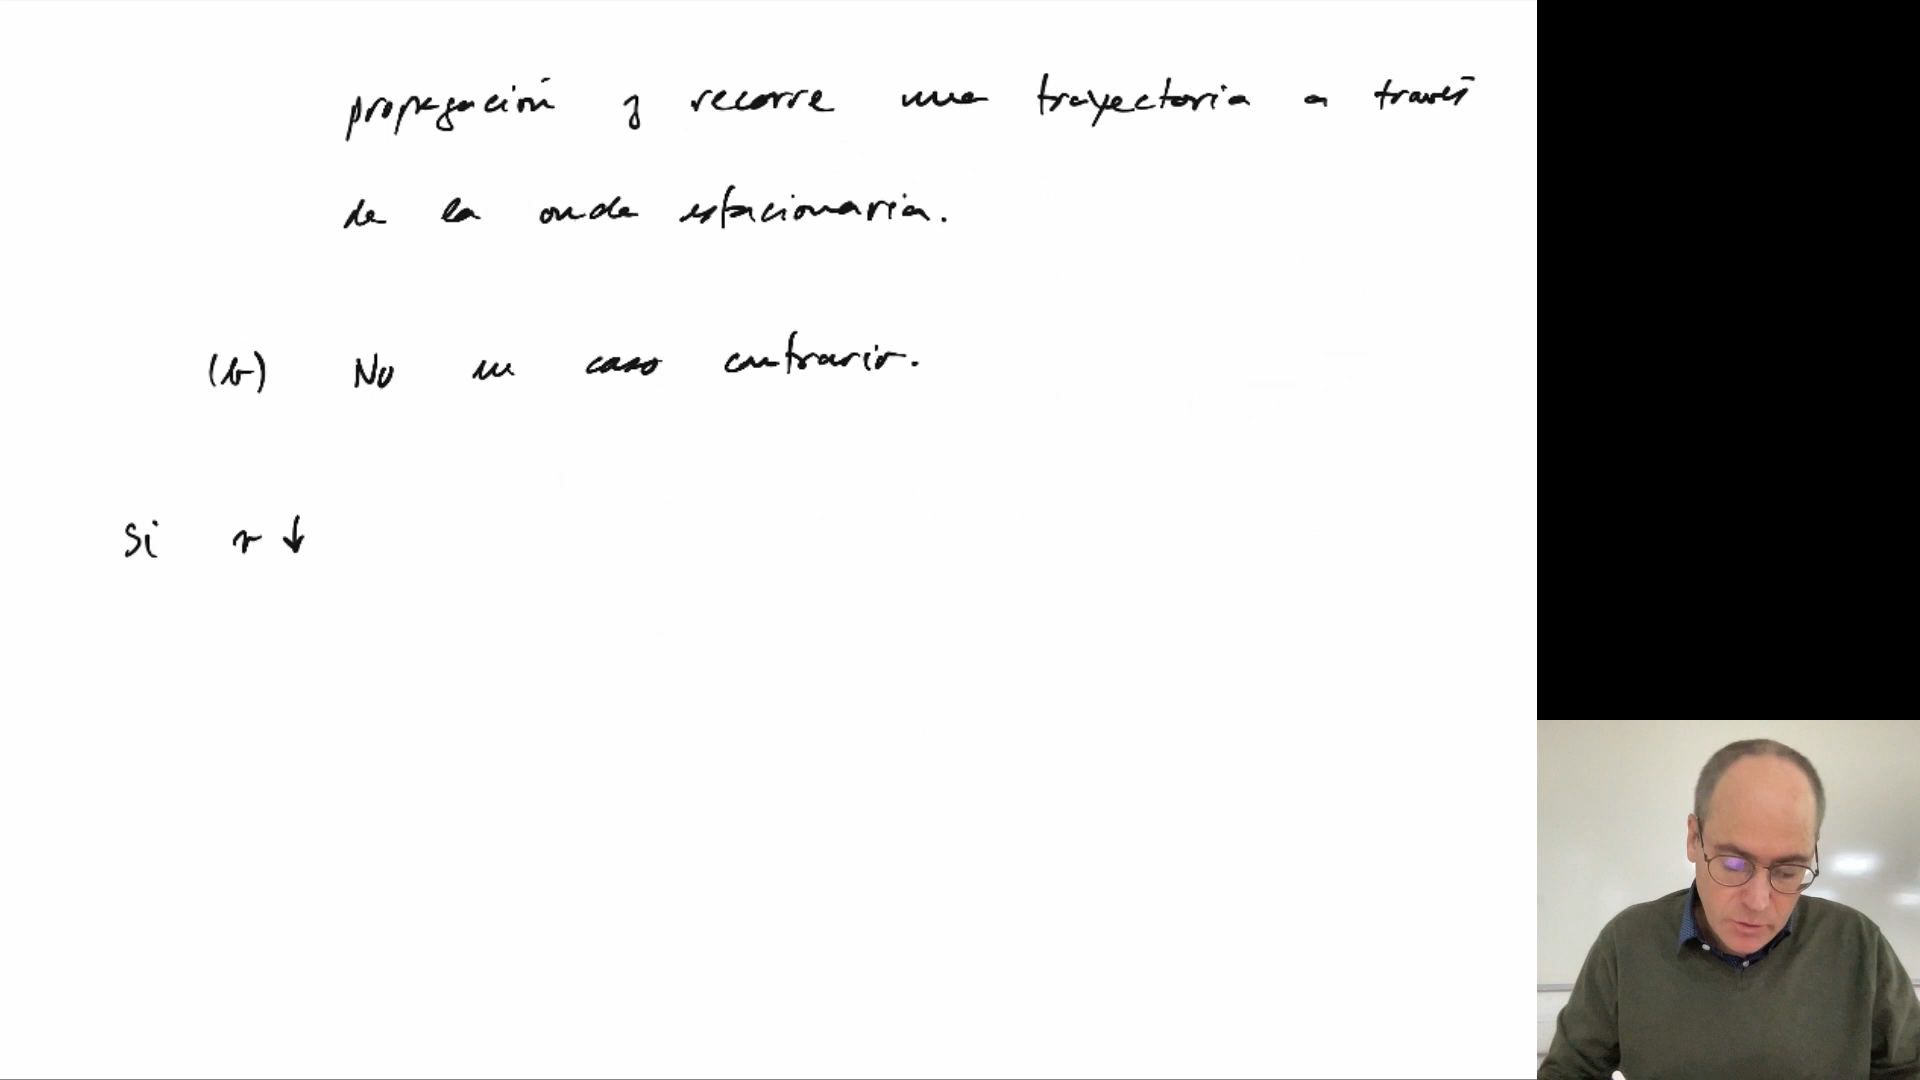 propagación y recorre una trayectoria a través
de la onda estacionaria.
(b) No en caso contrario.
Si r ↓